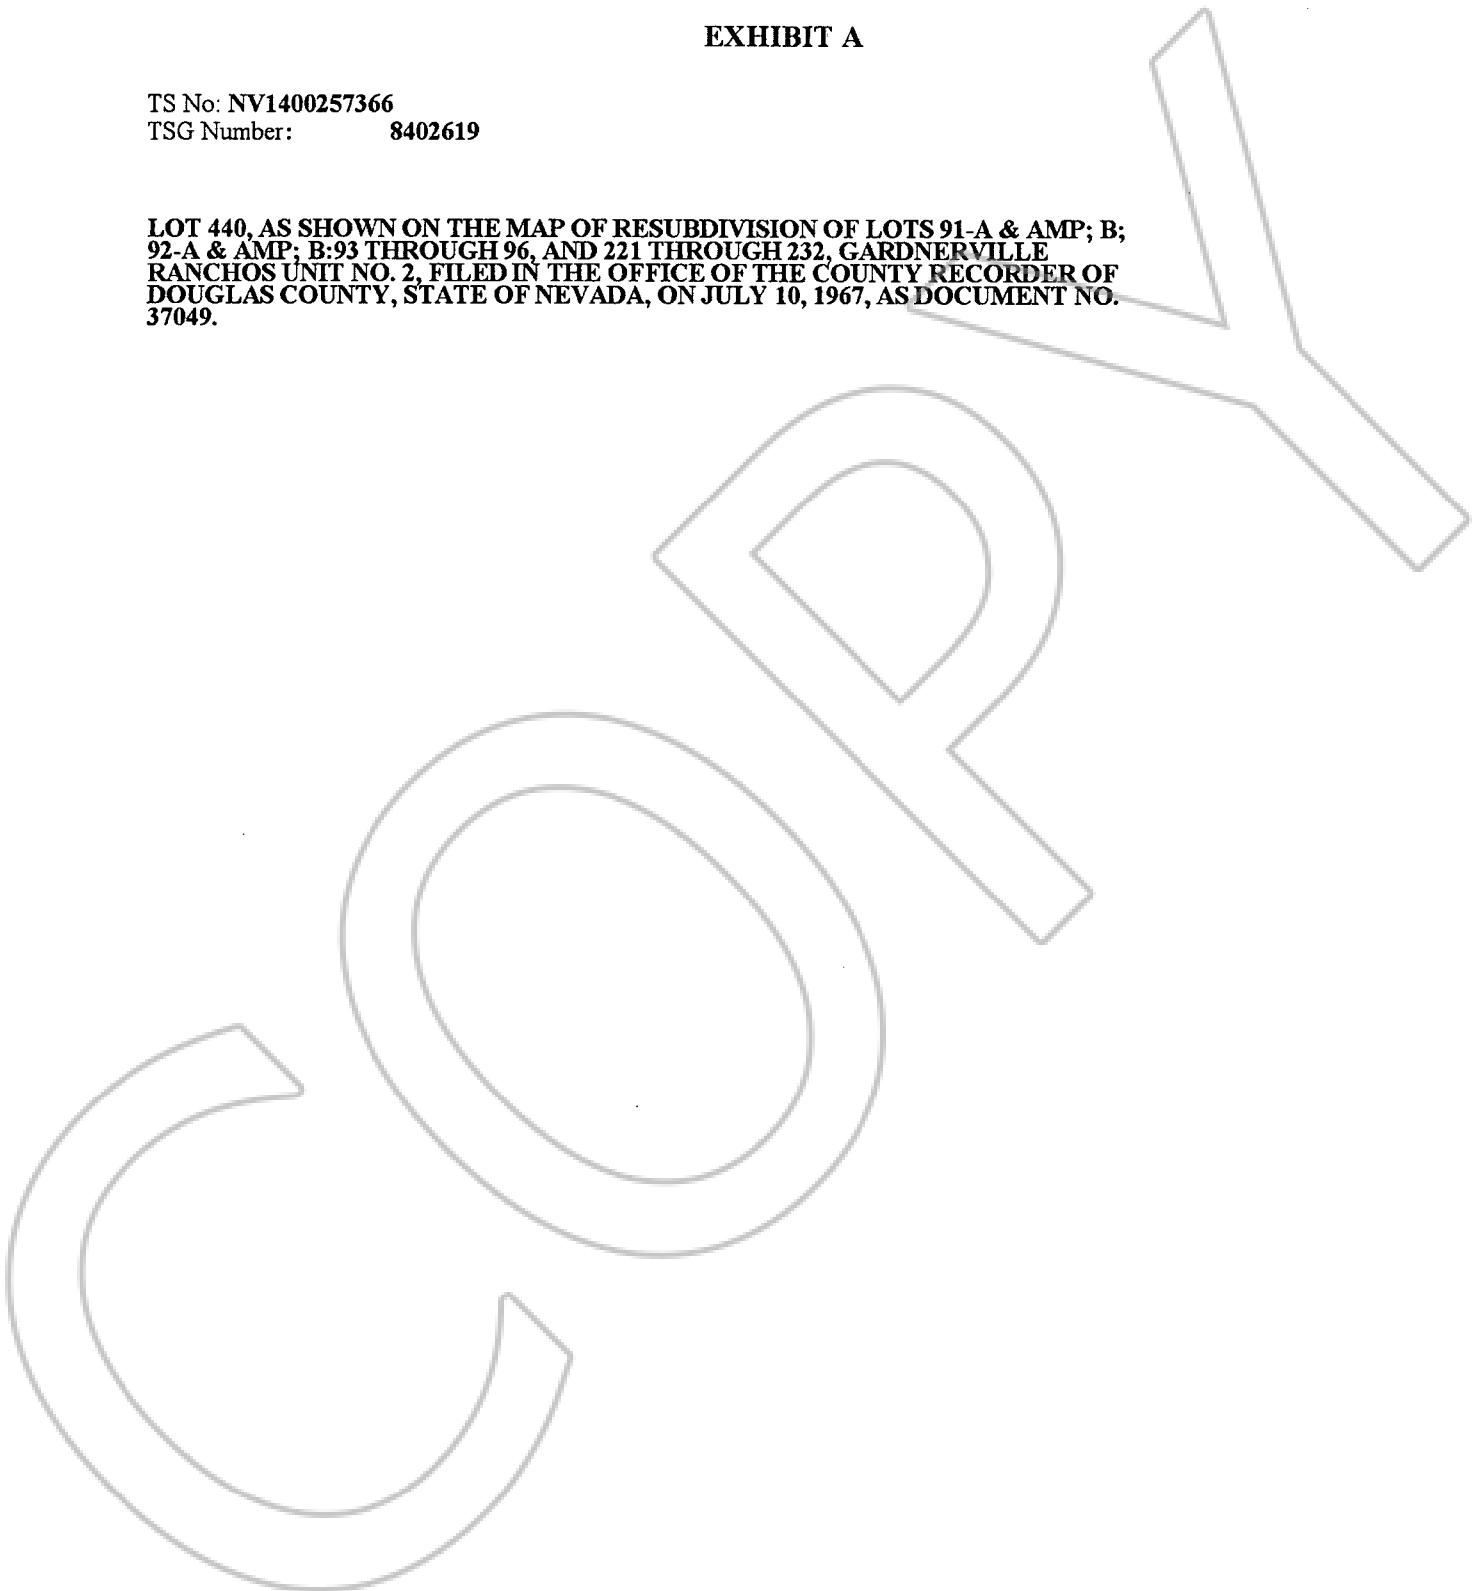 EXHIBIT A
TS No: NV1400257366
TSG Number: 8402619
LOT 440, AS SHOWN ON THE MAP OF RESUBDIVISION OF LOTS 91-A & AMP; B;
92-A & AMP; B:93 THROUGH 96, AND 221 THROUGH 232, GARDNERVILLE
RANCHOS UNIT NO. 2, FILED IN THE OFFICE OF THE COUNTY RECORDER OF
DOUGLAS COUNTY, STATE OF NEVADA, ON JULY 10, 1967, AS DOCUMENT NO.
37049.
COPY